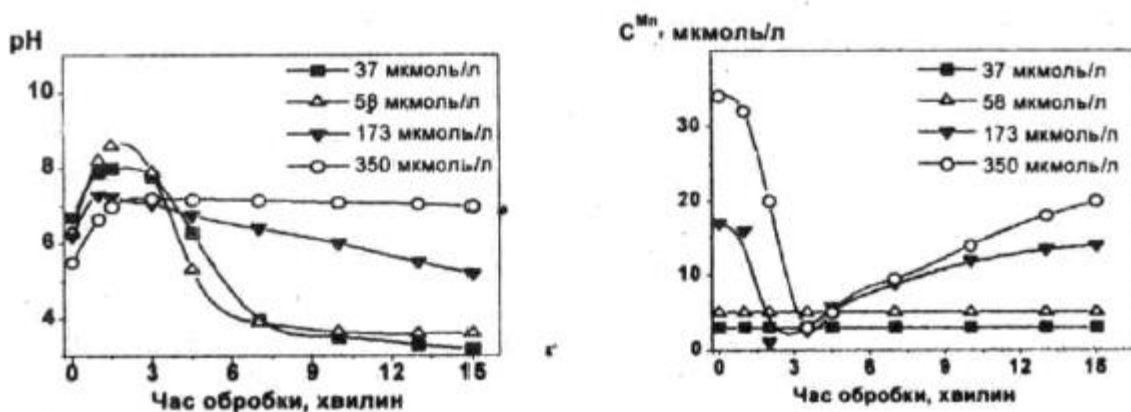 pH
10
8
6
4
37 мкмоль/л
58 мкмоль/л
173 мкмоль/л
350 мкмоль/л
0 3 6 9 12 15
Час обробки, хвилин
C^Mn, мкмоль/л
30
20
10
0
37 мкмоль/л
58 мкмоль/л
173 мкмоль/л
350 мкмоль/л
0 3 6 9 12 15
Час обробки, хвилин